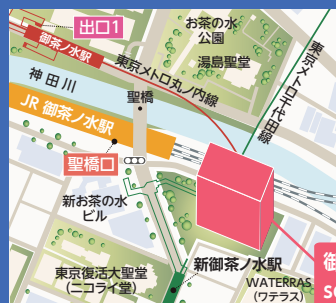 出口1
御茶ノ水駅
お茶の水
公園
湯島聖堂
東京メトロ丸ノ内線
東京メトロ千代田線
神田川
聖橋
JR 御茶ノ水駅
聖橋口
新お茶の水
ビル
東京復活大聖堂
(ニコライ堂)
新御茶ノ水駅
WATERRAS
(ワテラス)
御